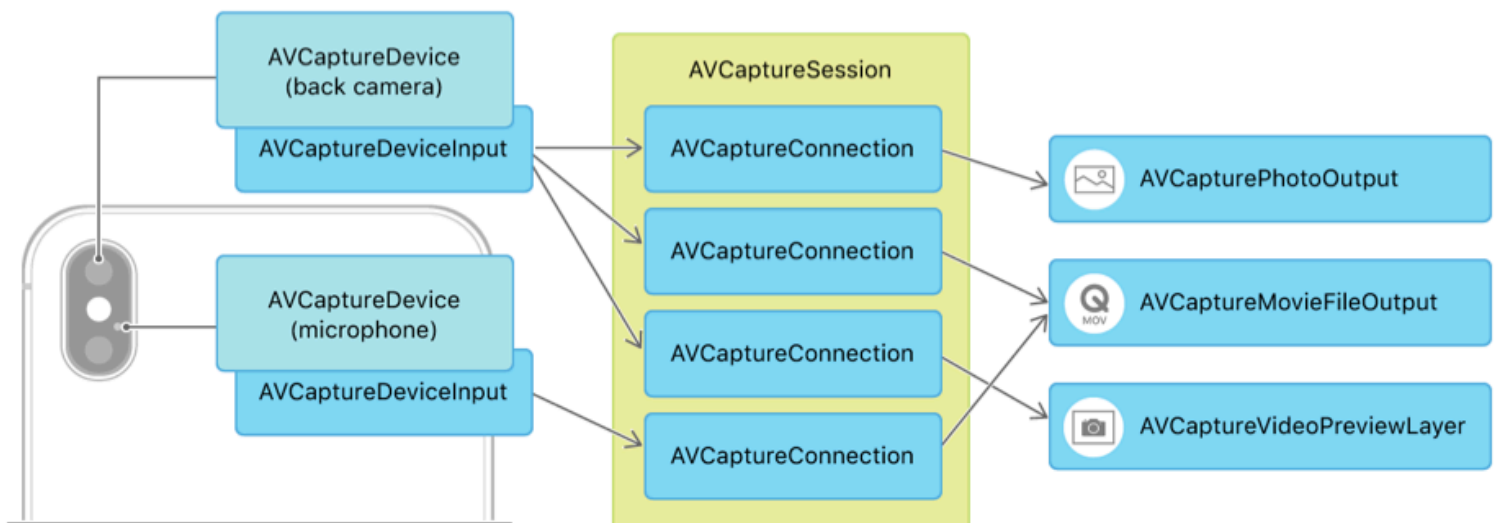 AVCaptureDevice
(back camera)
AVCaptureDeviceInput
AVCaptureDevice
(microphone)
AVCaptureDeviceInput
AVCaptureSession
AVCaptureConnection
AVCaptureConnection
AVCaptureConnection
AVCaptureConnection
AVCapturePhotoOutput
Q
MOV
AVCaptureMovieFileOutput
AVCaptureVideoPreviewLayer